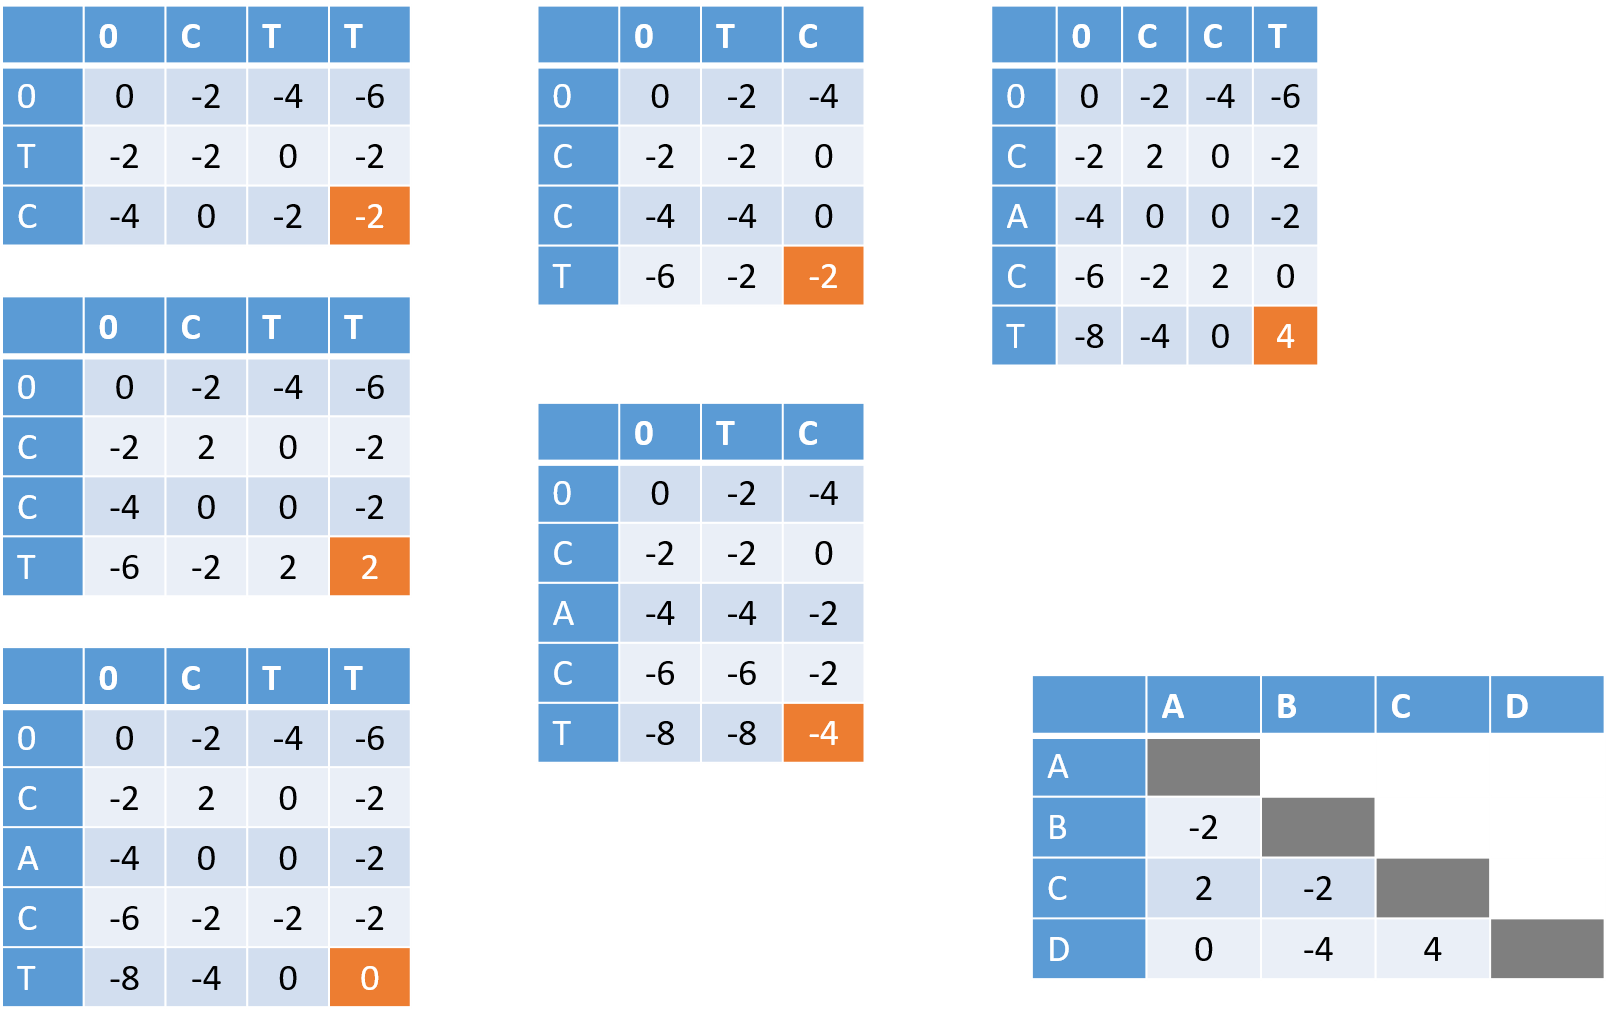 0 C T T
0 0 -2 -4 -6
T -2 -2 0 -2
C -4 0 -2 -2
0 C T T
0 0 -2 -4 -6
C -2 2 0 -2
C -4 0 0 -2
T -6 -2 2 2
0 C T T
0 0 -2 -4 -6
C -2 2 0 -2
A -4 0 0 -2
C -6 -2 -2 -2
T -8 -4 0 0
0 T C
0 0 -2 -4
C -2 -2 0
C -4 -4 0
T -6 -2 -2
0 T C
0 0 -2 -4
C -2 -2 0
A -4 -4 -2
C -6 -6 -2
T -8 -8 -4
0 C C T
0 0 -2 -4 -6
C -2 2 0 -2
A -4 0 0 -2
C -6 -2 2 0
T -8 -4 0 4
A B C D
A
B -2
C 2 -2
D 0 -4 4